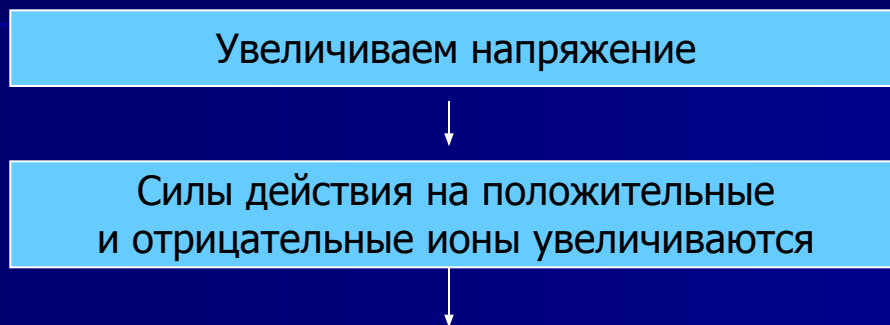 Увеличиваем напряжение
Силы действия на положительные
и отрицательные ионы увеличиваются